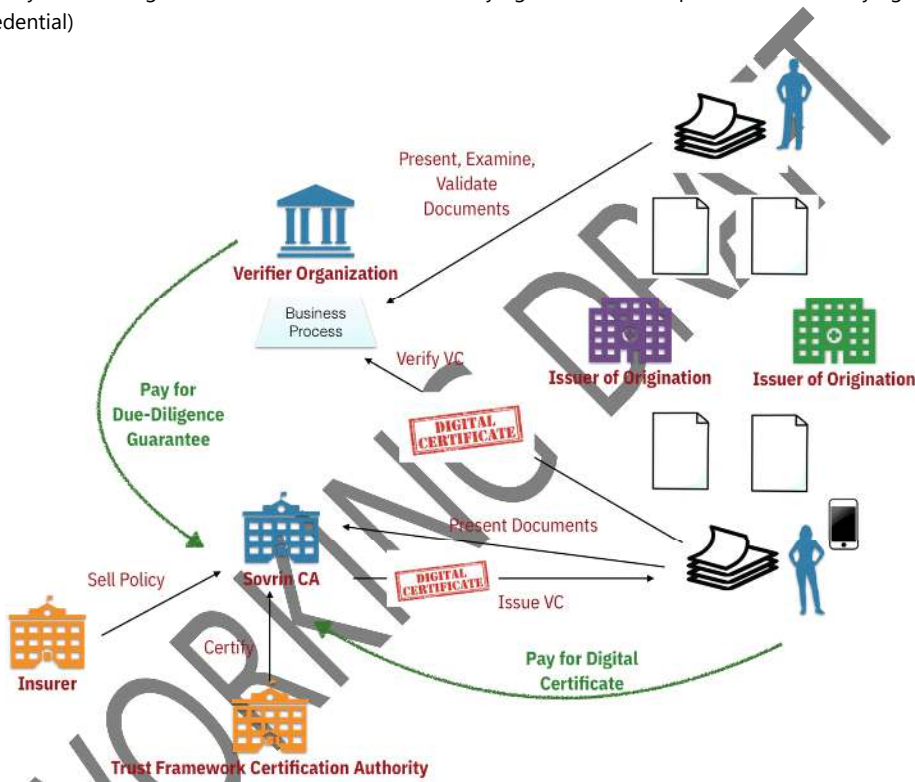 edential)
Present, Examine,
Validate
Documents
Verifier Organization
Business
Process
Verify VC
Issuer of Origination
Issuer of Origination
Pay for
Due-Diligence
Guarantee
DIGITAL
CERTIFICATE
Present Documents
Sell Policy
Sovrin CA
DIGITAL
CERTIFICATE
Issue VC
Insurer
Certify
Pay for Digital
Certificate
Trust Framework Certification Authority
WORKING DRAFT